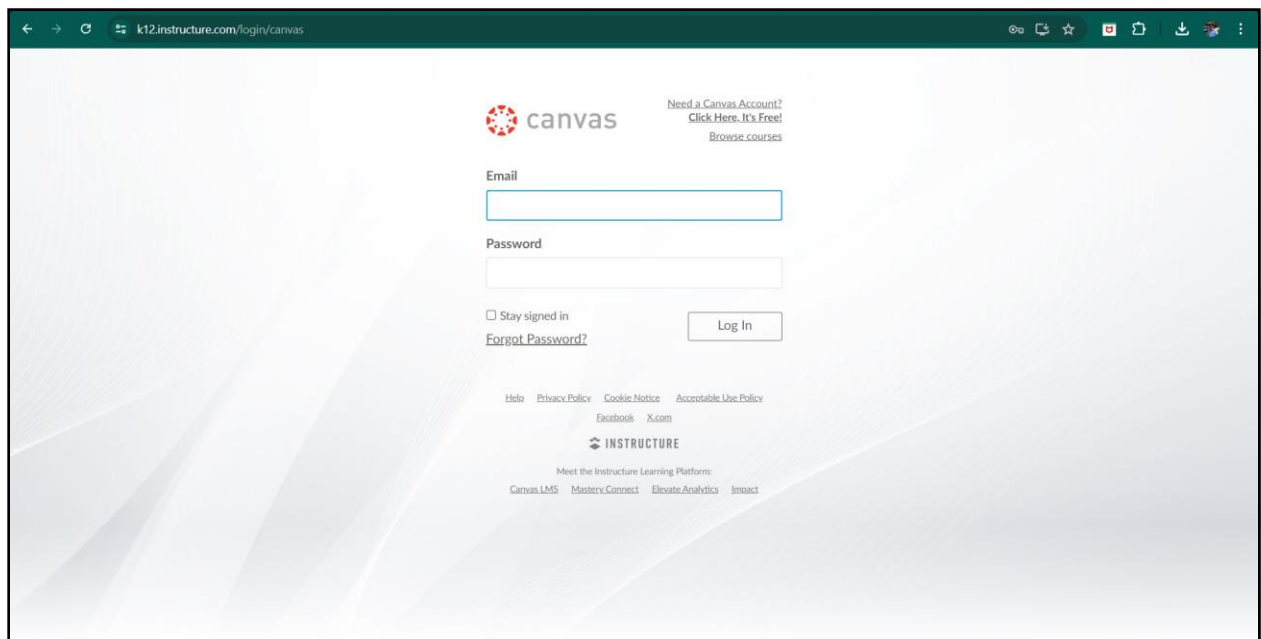 k12.instructure.com/login/canvas
canvas
Need a Canvas Account?
Click Here, It's Free!
Browse courses
Email
Password
Stay signed in
Log In
Forgot Password?
Help Privacy Policy Cookie Notice Acceptable Use Policy
Facebook X.com
INSTRUCTURE
Meet the Instructure Learning Platform:
Canvas LMS Mastery Connect Elevate Analytics Impact